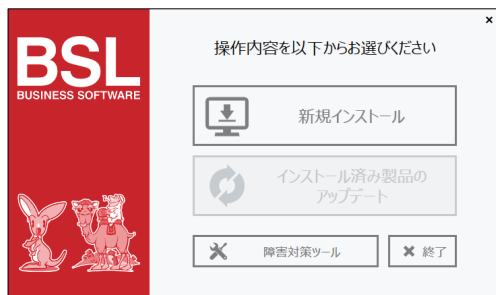 BSL
BUSINESS SOFTWARE
×
操作内容を以下からお選びください
新規インストール
インストール済み製品の
アップデート
障害対策ツール
終了